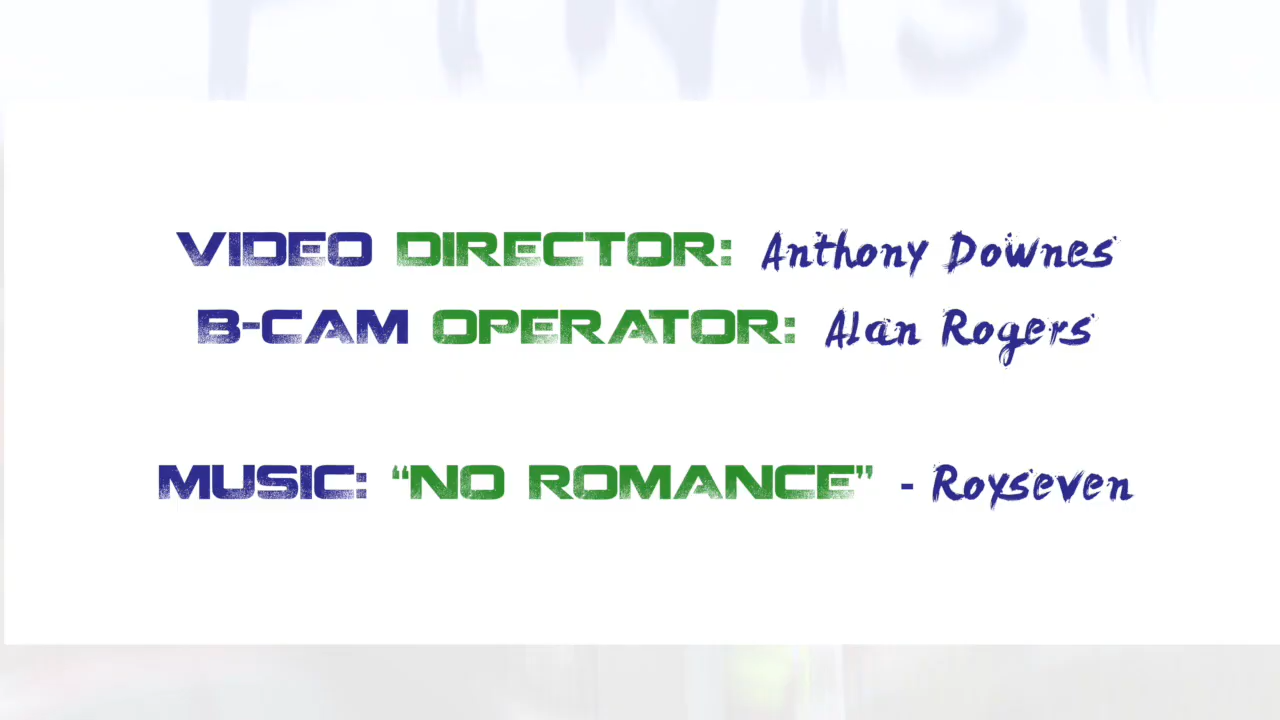 VIDEO DIRECTOR: Anthony Downes
B-CAM OPERATOR: Alan Rogers
MUSIC: “NO ROMANCE” - Royseven